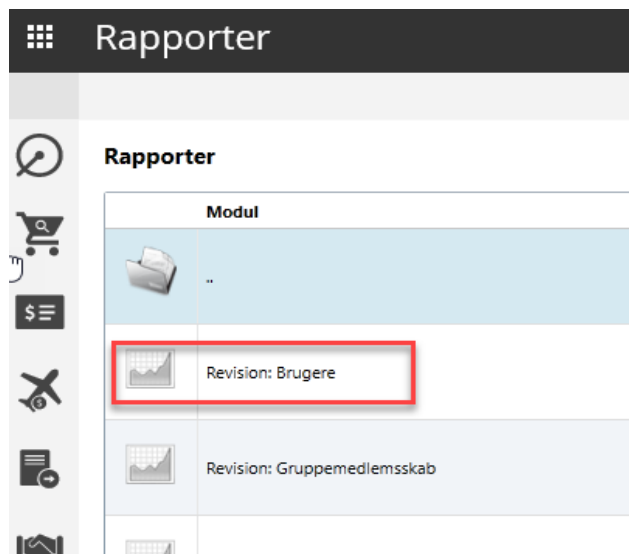 Rapporter
Rapporter
Modul
..
$
Revision: Brugere
$
Revision: Gruppemedlemsskab